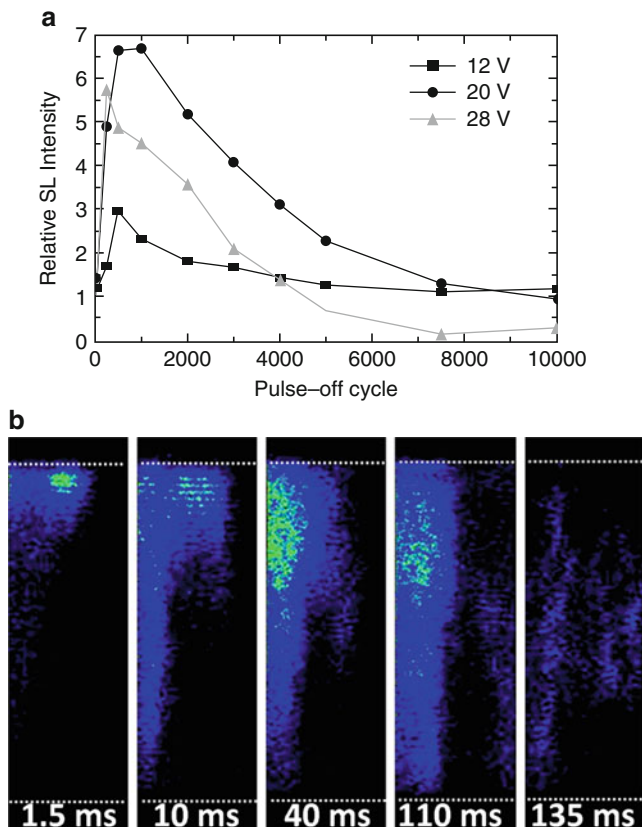 a
7
6
5
4
3
2
1
0
Relative SL Intensity
12 V
20 V
28 V
0 2000 4000 6000 8000 10000
Pulse–off cycle
b
1.5 ms 10 ms 40 ms 110 ms 135 ms